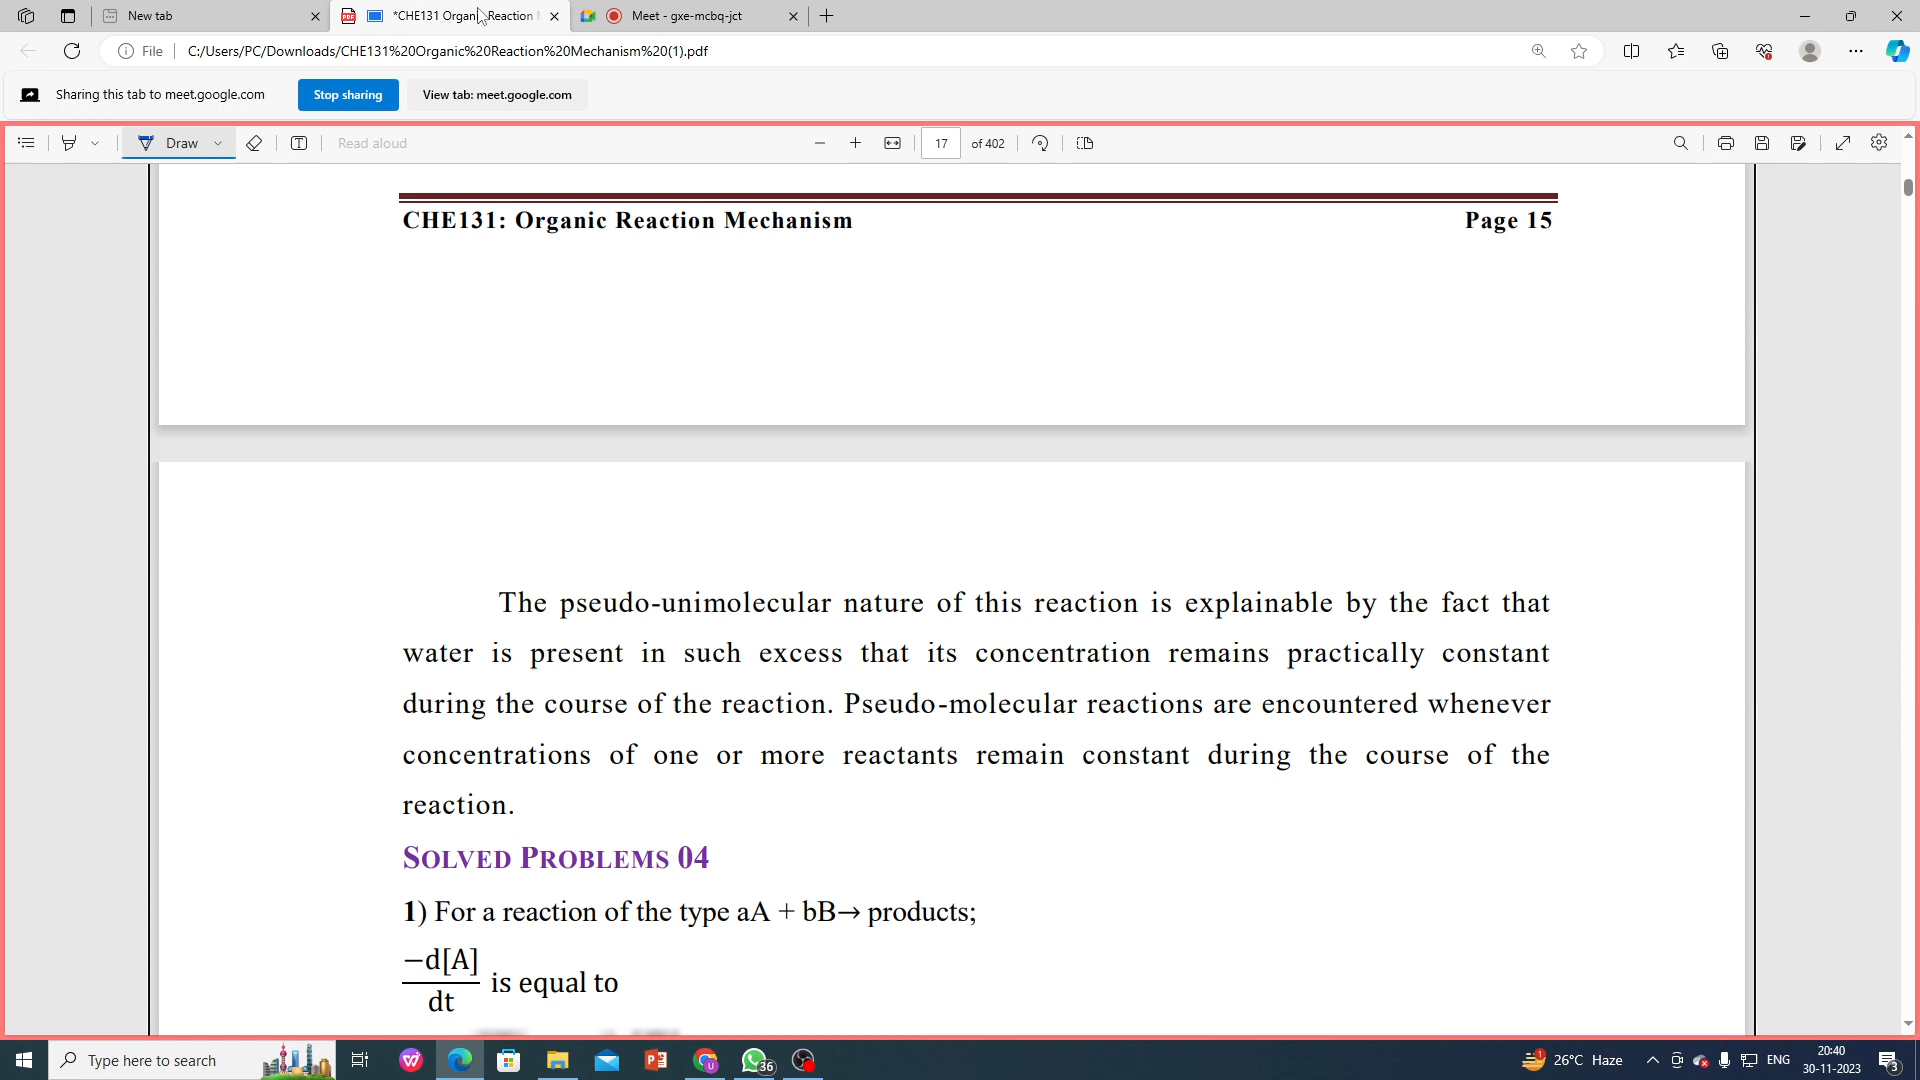 New tab
*CHE131 Organic Reaction
Meet - gxe-mcbq-jct
File
C:/Users/PC/Downloads/CHE131%20Organic%20Reaction%20Mechanism%20(1).pdf
Sharing this tab to meet.google.com
Stop sharing
View tab: meet.google.com
Draw
Read aloud
17 of 402
CHE131: Organic Reaction Mechanism
Page 15
The pseudo-unimolecular nature of this reaction is explainable by the fact that
water is present in such excess that its concentration remains practically constant
during the course of the reaction. Pseudo-molecular reactions are encountered whenever
concentrations of one or more reactants remain constant during the course of the
reaction.
SOLVED PROBLEMS 04
1) For a reaction of the type aA + bB→ products;
−d[A]
dt
is equal to
Type here to search
36
1
26°C Haze
ENG
20:40
30-11-2023
3